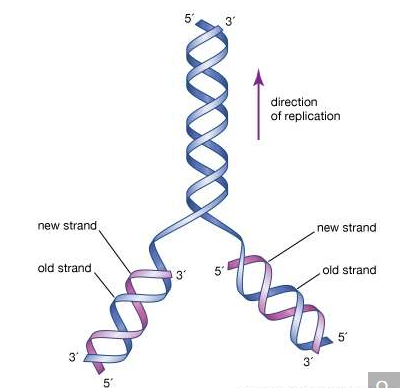 5′ 3′
direction
of replication
new strand
new strand
old strand
3′
5′
old strand
5′
3′
3′
5′